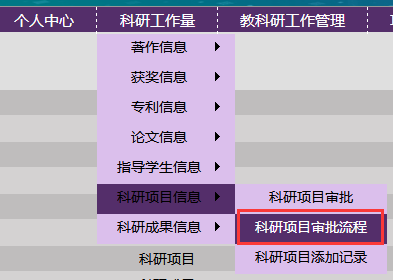 个人中心 科研工作量 教科研工作管理
著作信息
获奖信息
专利信息
论文信息
指导学生信息
科研项目信息 科研项目审批
科研成果信息 科研项目审批流程
科研项目 科研项目添加记录